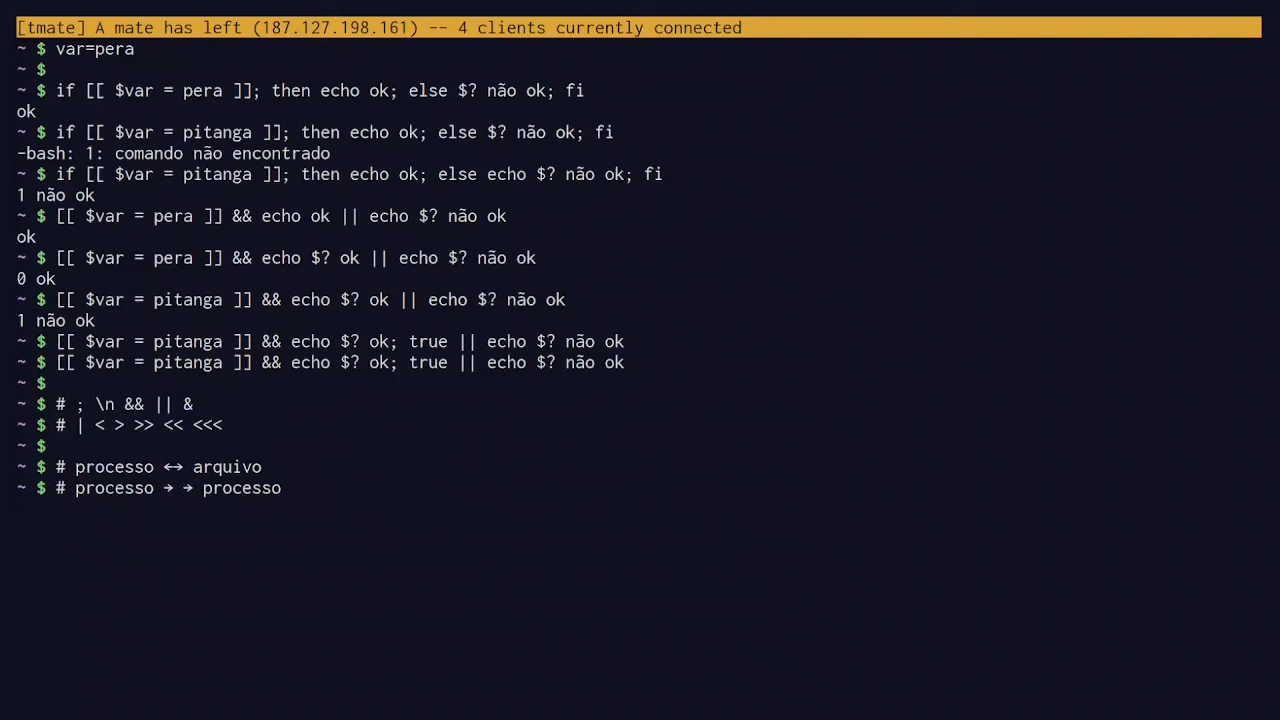 [tmate] A mate has left (187.127.198.161) -- 4 clients currently connected
~ $ var=pera
~ $
~ $ if [[ $var = pera ]]; then echo ok; else $? não ok; fi
ok
~ $ if [[ $var = pitanga ]]; then echo ok; else $? não ok; fi
-bash: 1: comando não encontrado
~ $ if [[ $var = pitanga ]]; then echo ok; else echo $? não ok; fi
1 não ok
~ $ [[ $var = pera ]] && echo ok || echo $? não ok
ok
~ $ [[ $var = pera ]] && echo $? ok || echo $? não ok
0 ok
~ $ [[ $var = pitanga ]] && echo $? ok || echo $? não ok
1 não ok
~ $ [[ $var = pitanga ]] && echo $? ok; true || echo $? não ok
~ $ [[ $var = pitanga ]] && echo $? ok; true || echo $? não ok
~ $
~ $ # ; \n && || &
~ $ # | < > >> << <<<
~ $
~ $ # processo ↔ arquivo
~ $ # processo → → processo